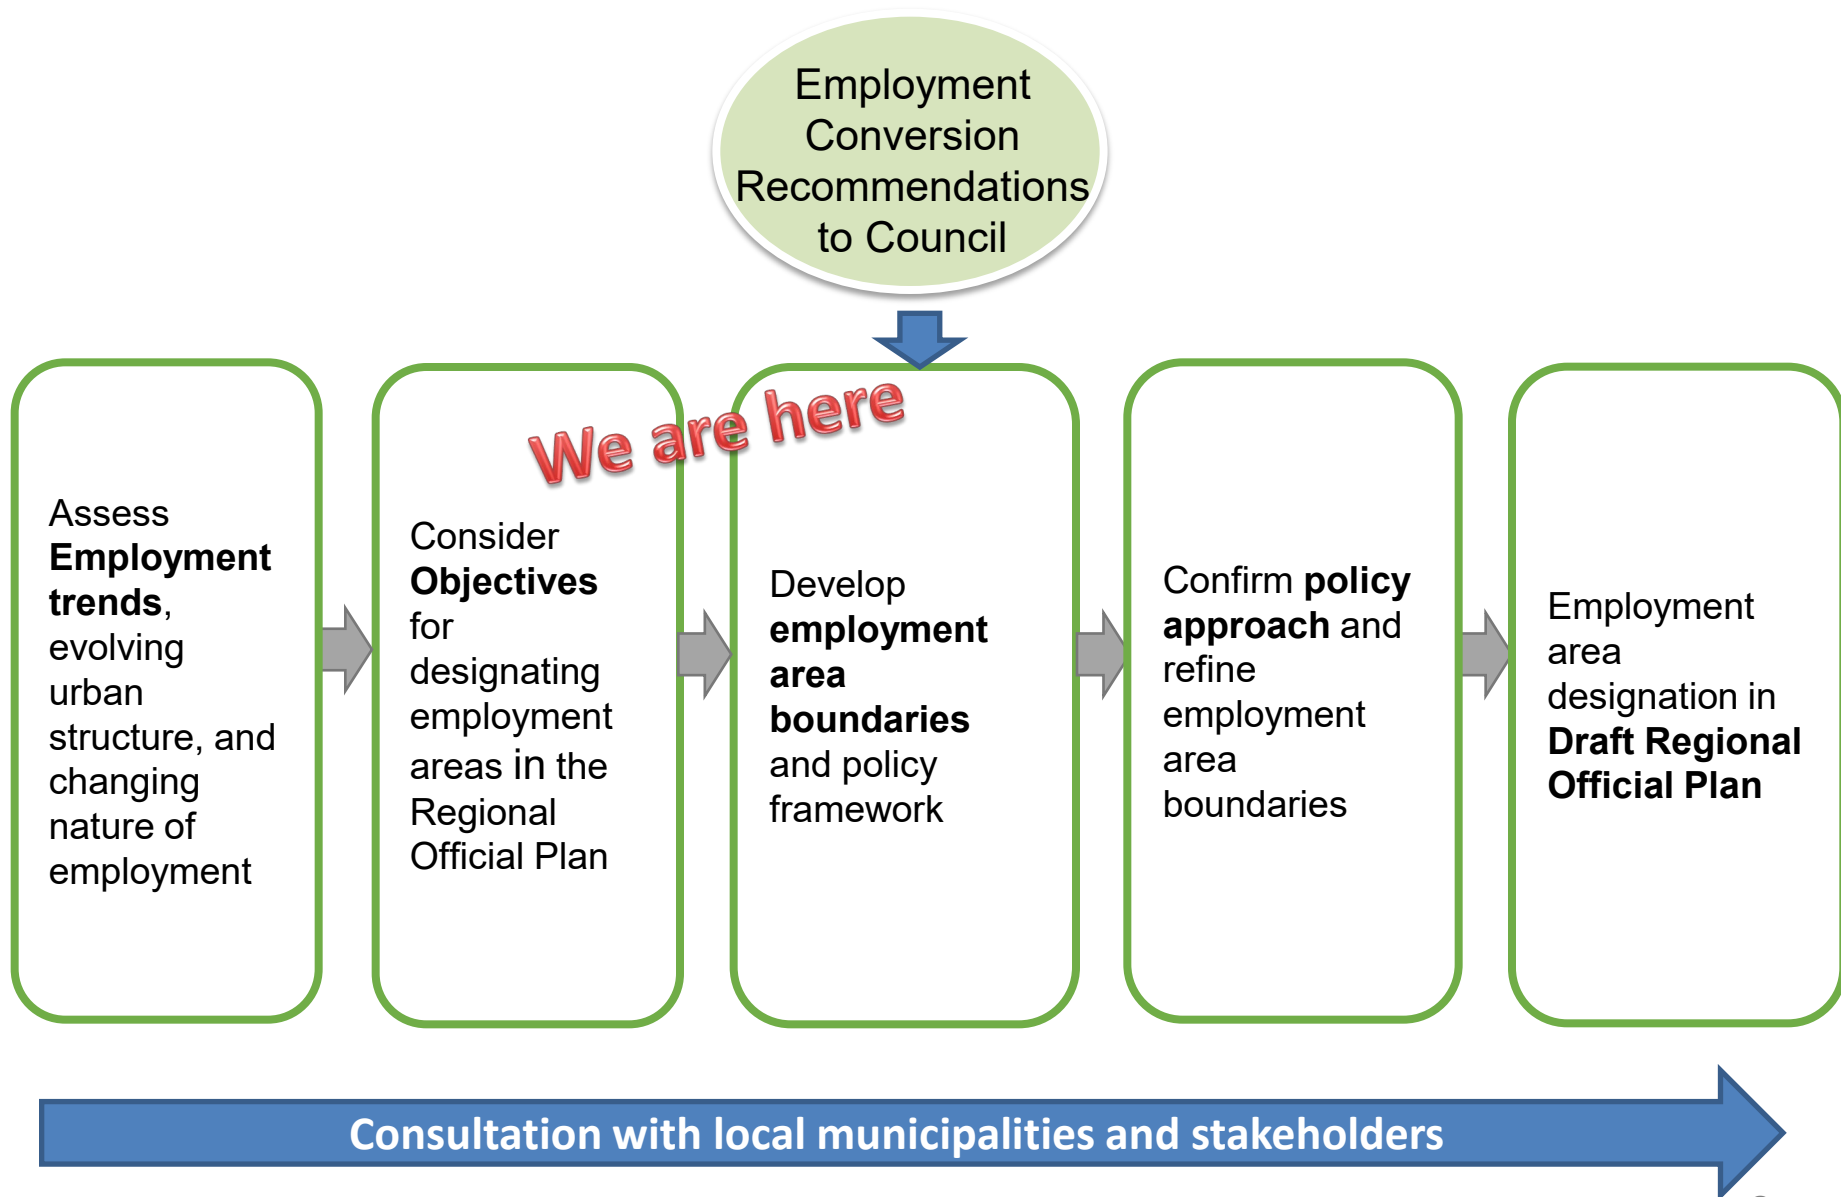 Employment
Conversion
Recommendations
to Council
We are here
Assess
Employment
trends,
evolving
urban
structure, and
changing
nature of
employment
Consider
Objectives
for
designating
employment
areas in the
Regional
Official Plan
Develop
employment
area
boundaries
and policy
framework
Confirm policy
approach and
refine
employment
area
boundaries
Employment
area
designation in
Draft Regional
Official Plan
Consultation with local municipalities and stakeholders